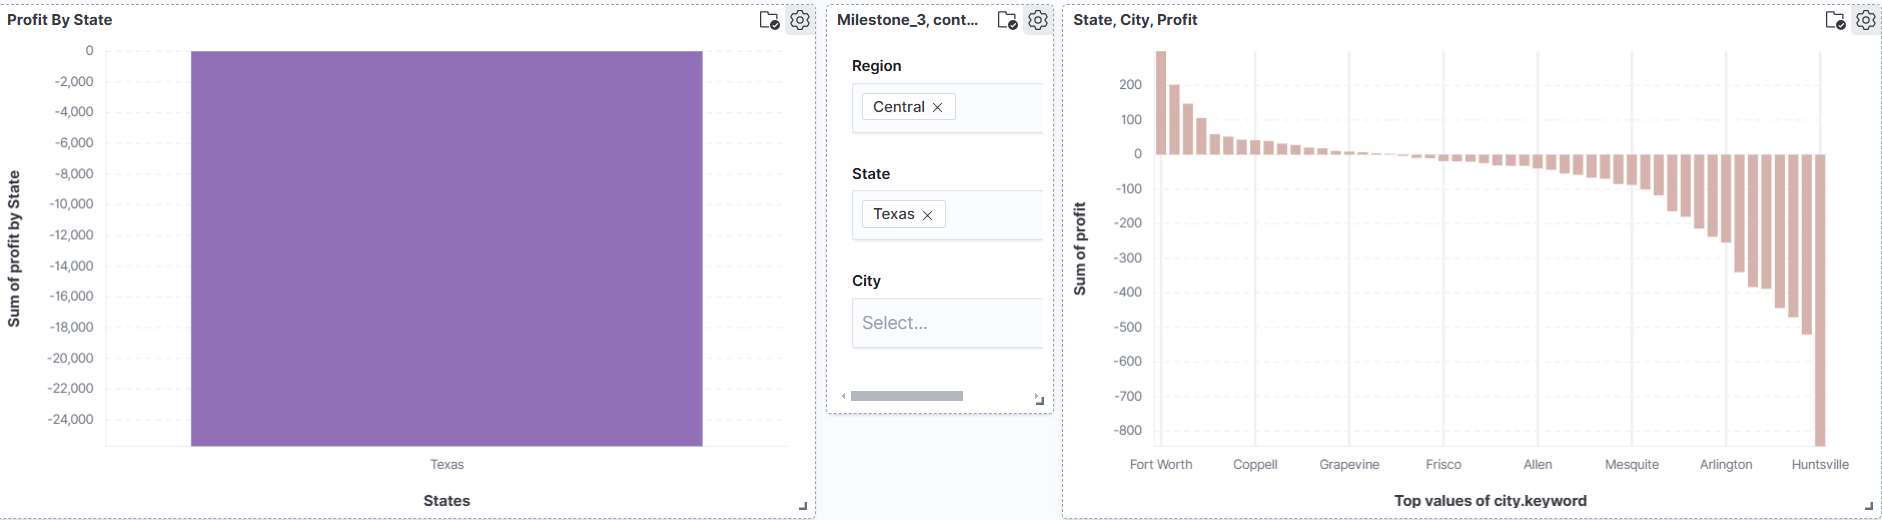 Profit By State
0
-2,000
-4,000
-6,000
-8,000
-10,000
-12,000
-14,000
-16,000
-18,000
-20,000
-22,000
-24,000
Sum of profit by State
Texas
States
Milestone_3, cont...
Region
Central
State
Texas
City
Select...
State, City, Profit
200
100
0
-100
-200
-300
-400
-500
-600
-700
-800
Sum of profit
Fort Worth Coppell Grapevine Frisco Allen Mesquite Arlington Huntsville
Top values of city.keyword